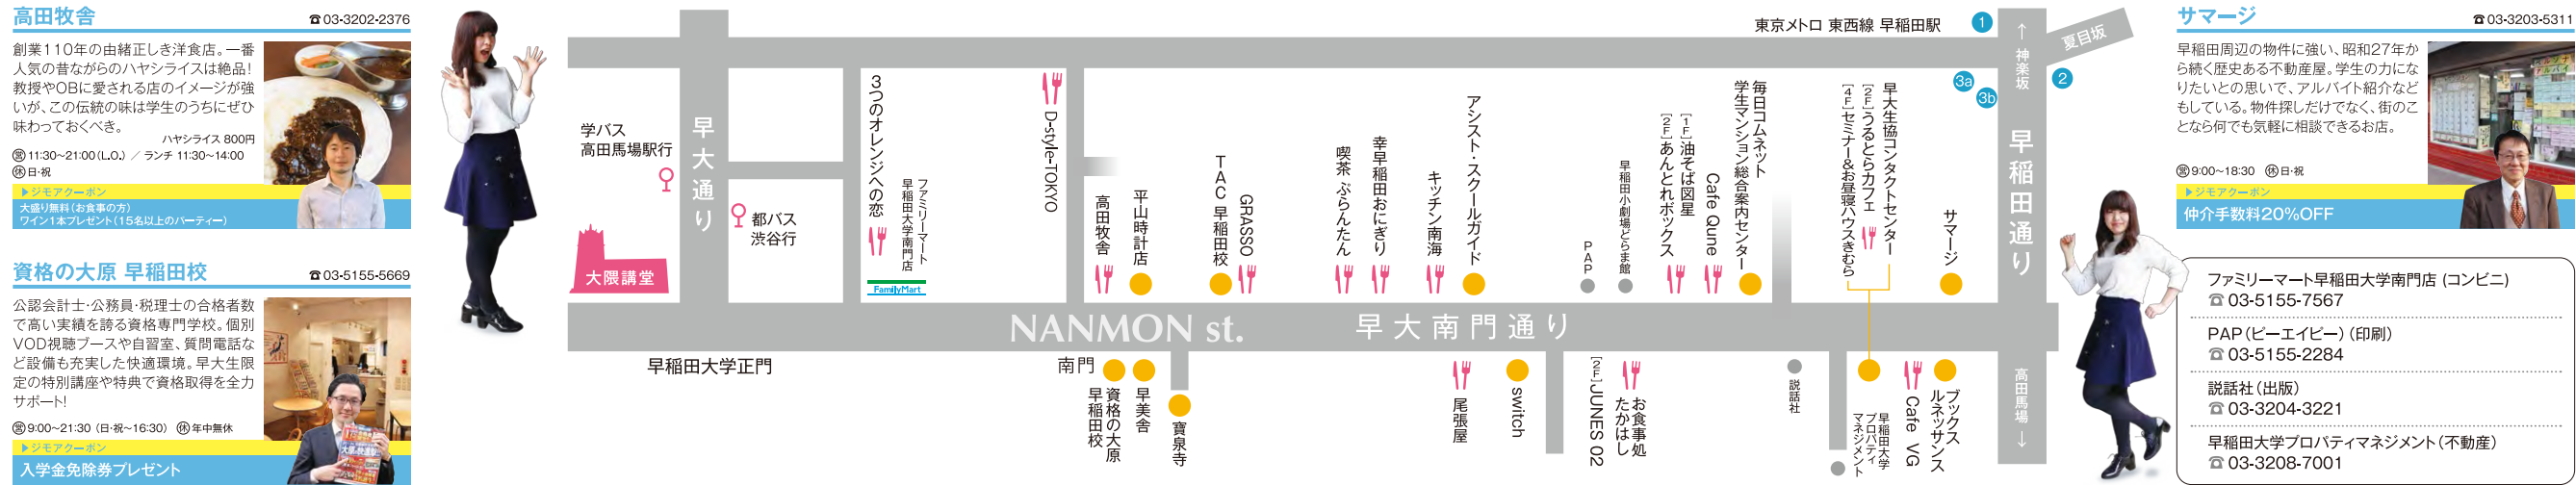 高田牧舎
☎03-3202-2376
創業110年の由緒正しき洋食店。一番
人気の昔ながらのハヤシライスは絶品！
教授やOBに愛される店のイメージが強
いが、この伝統の味は学生のうちにぜひ
味わっておくべき。
ハヤシライス 800円
営11:30〜21:00(L.O.) ／ランチ 11:30〜14:00
休日・祝
▶ジモアクーポン
大盛り無料（お食事の方）
ワイン1本プレゼント（15名以上のパーティー）
資格の大原 早稲田校
☎03-5155-5669
公認会計士・公務員・税理士の合格者数
で高い実績を誇る資格専門学校。個別
VOD視聴ブースや自習室、質問電話な
ど設備も充実した快適環境。早大生限
定の特別講座や特典で資格取得を全力
サポート!
営9:00〜21:30（日・祝〜16:30） 休年中無休
▶ジモアクーポン
入学金免除券プレゼント
学バス
高田馬場駅行
早大通り
都バス
渋谷行
大隈講堂
3つのオレンジへの恋
ファミリーマート
早稲田大学南門店
FamilyMart
D-style-TOKYO
高田牧舎
平山時計店
TAC 早稲田校
GRASSO
喫茶 ぷらんたん
幸早稲田おにぎり
キッチン南海
アシスト・スクールガイド
PAP
早稲田小劇場どらま館
[1F]油そば図星
[2F]あんとれボックス
Cafe Qune
毎日コムネット
学生マンション総合案内センター
早大生協コンタクトセンター
[2F]うるとらカフェ
[4F]セミナー&お昼寝ハウスきむら
サマージ
東京メトロ 東西線 早稲田駅
1
3a
3b
2
↑神楽坂
夏目坂
早稲田通り
高田馬場↓
NANMON st.
早大南門通り
早稲田大学正門
南門
資格の大原
早稲田校
早美舎
寶泉寺
尾張屋
switch
[2F]JUNES 02
お食事処
たかはし
説話社
早稲田大学
プロパティ
マネジメント
Cafe VG
ブックス
ルネッサンス
サマージ
☎03-3203-5311
早稲田周辺の物件に強い、昭和27年か
ら続く歴史ある不動産屋。学生の力にな
りたいとの思いで、アルバイト紹介など
もしている。物件探しだけでなく、街のこ
となら何でも気軽に相談できるお店。
営9:00〜18:30 休日・祝
▶ジモアクーポン
仲介手数料20%OFF
ファミリーマート早稲田大学南門店 (コンビニ)
☎ 03-5155-7567
PAP（ピーエイピー）（印刷）
☎ 03-5155-2284
説話社（出版）
☎ 03-3204-3221
早稲田大学プロパティマネジメント（不動産）
☎ 03-3208-7001